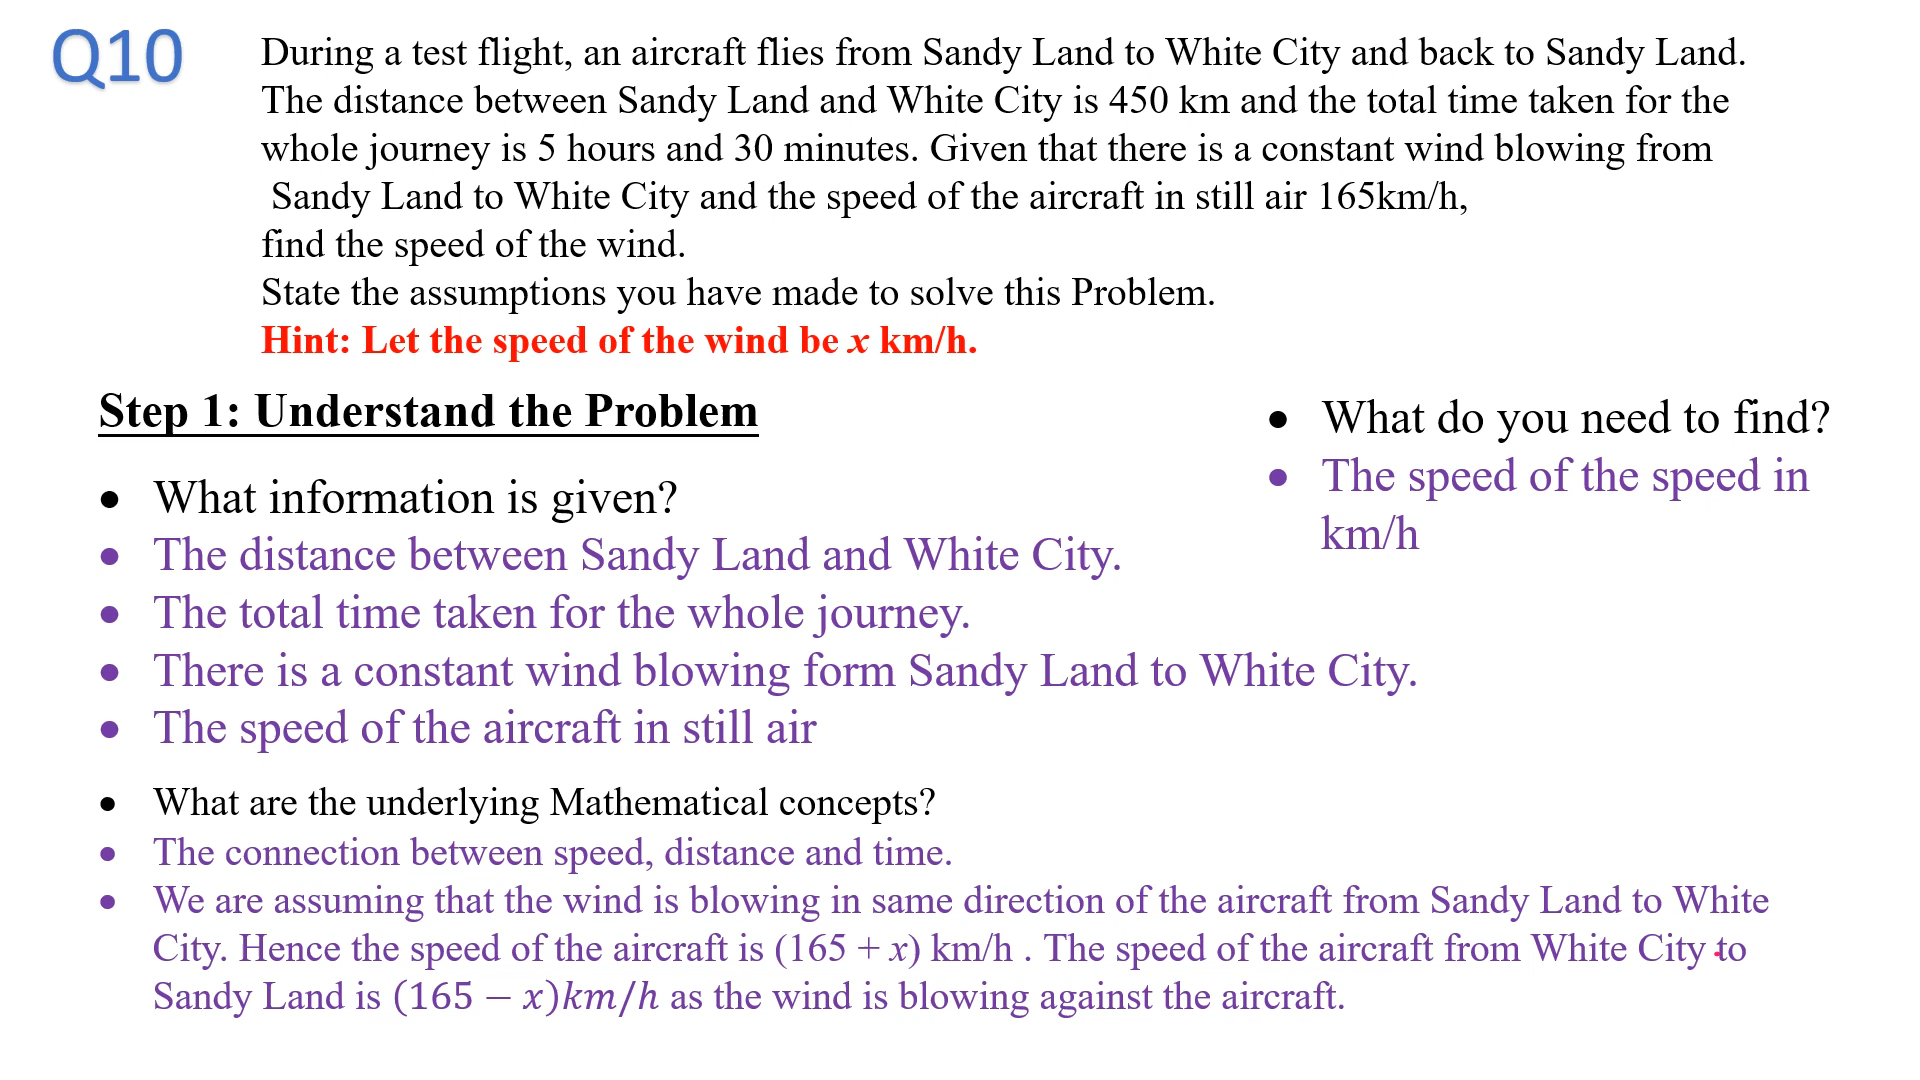 Q10
During a test flight, an aircraft flies from Sandy Land to White City and back to Sandy Land.
The distance between Sandy Land and White City is 450 km and the total time taken for the
whole journey is 5 hours and 30 minutes. Given that there is a constant wind blowing from
Sandy Land to White City and the speed of the aircraft in still air 165km/h,
find the speed of the wind.
State the assumptions you have made to solve this Problem.
Hint: Let the speed of the wind be x km/h.
Step 1: Understand the Problem
• What information is given?
• The distance between Sandy Land and White City.
• The total time taken for the whole journey.
• There is a constant wind blowing form Sandy Land to White City.
• The speed of the aircraft in still air
• What do you need to find?
• The speed of the speed in
km/h
• What are the underlying Mathematical concepts?
• The connection between speed, distance and time.
• We are assuming that the wind is blowing in same direction of the aircraft from Sandy Land to White
City. Hence the speed of the aircraft is (165 + x) km/h . The speed of the aircraft from White City to
Sandy Land is (165 − x)km/h as the wind is blowing against the aircraft.